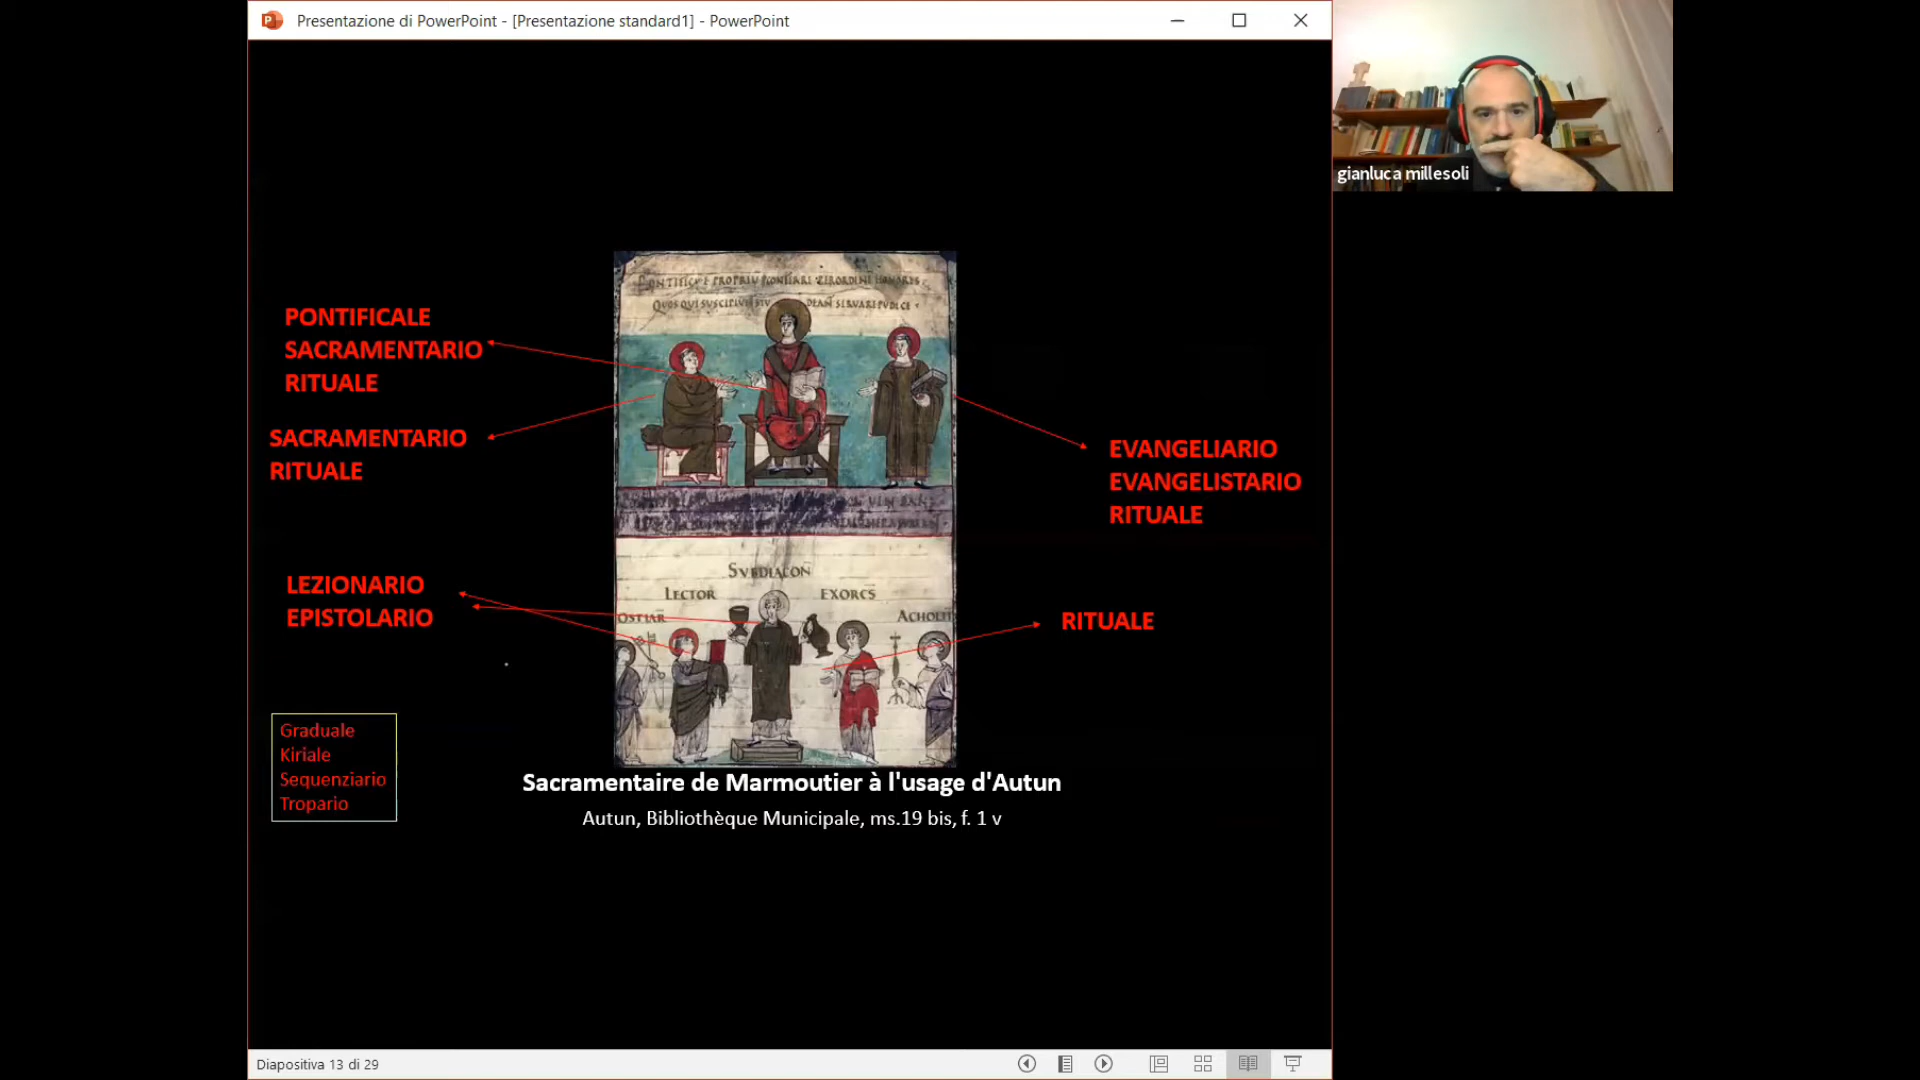 Presentazione di PowerPoint - [Presentazione standard1] - PowerPoint
gianluca millesoli
PONTIFICALE
SACRAMENTARIO
RITUALE
SACRAMENTARIO
RITUALE
EVANGELIARIO
EVANGELISTARIO
RITUALE
SVBDIACOÑ
LECTOR
EXORCS
OSTIAR
LEZIONARIO
EPISTOLARIO
RITUALE
Graduale
Kiriale
Sequenziario
Tropario
Sacramentaire de Marmoutier à l'usage d'Autun
Autun, Bibliothèque Municipale, ms.19 bis, f. 1 v
Diapositiva 13 di 29